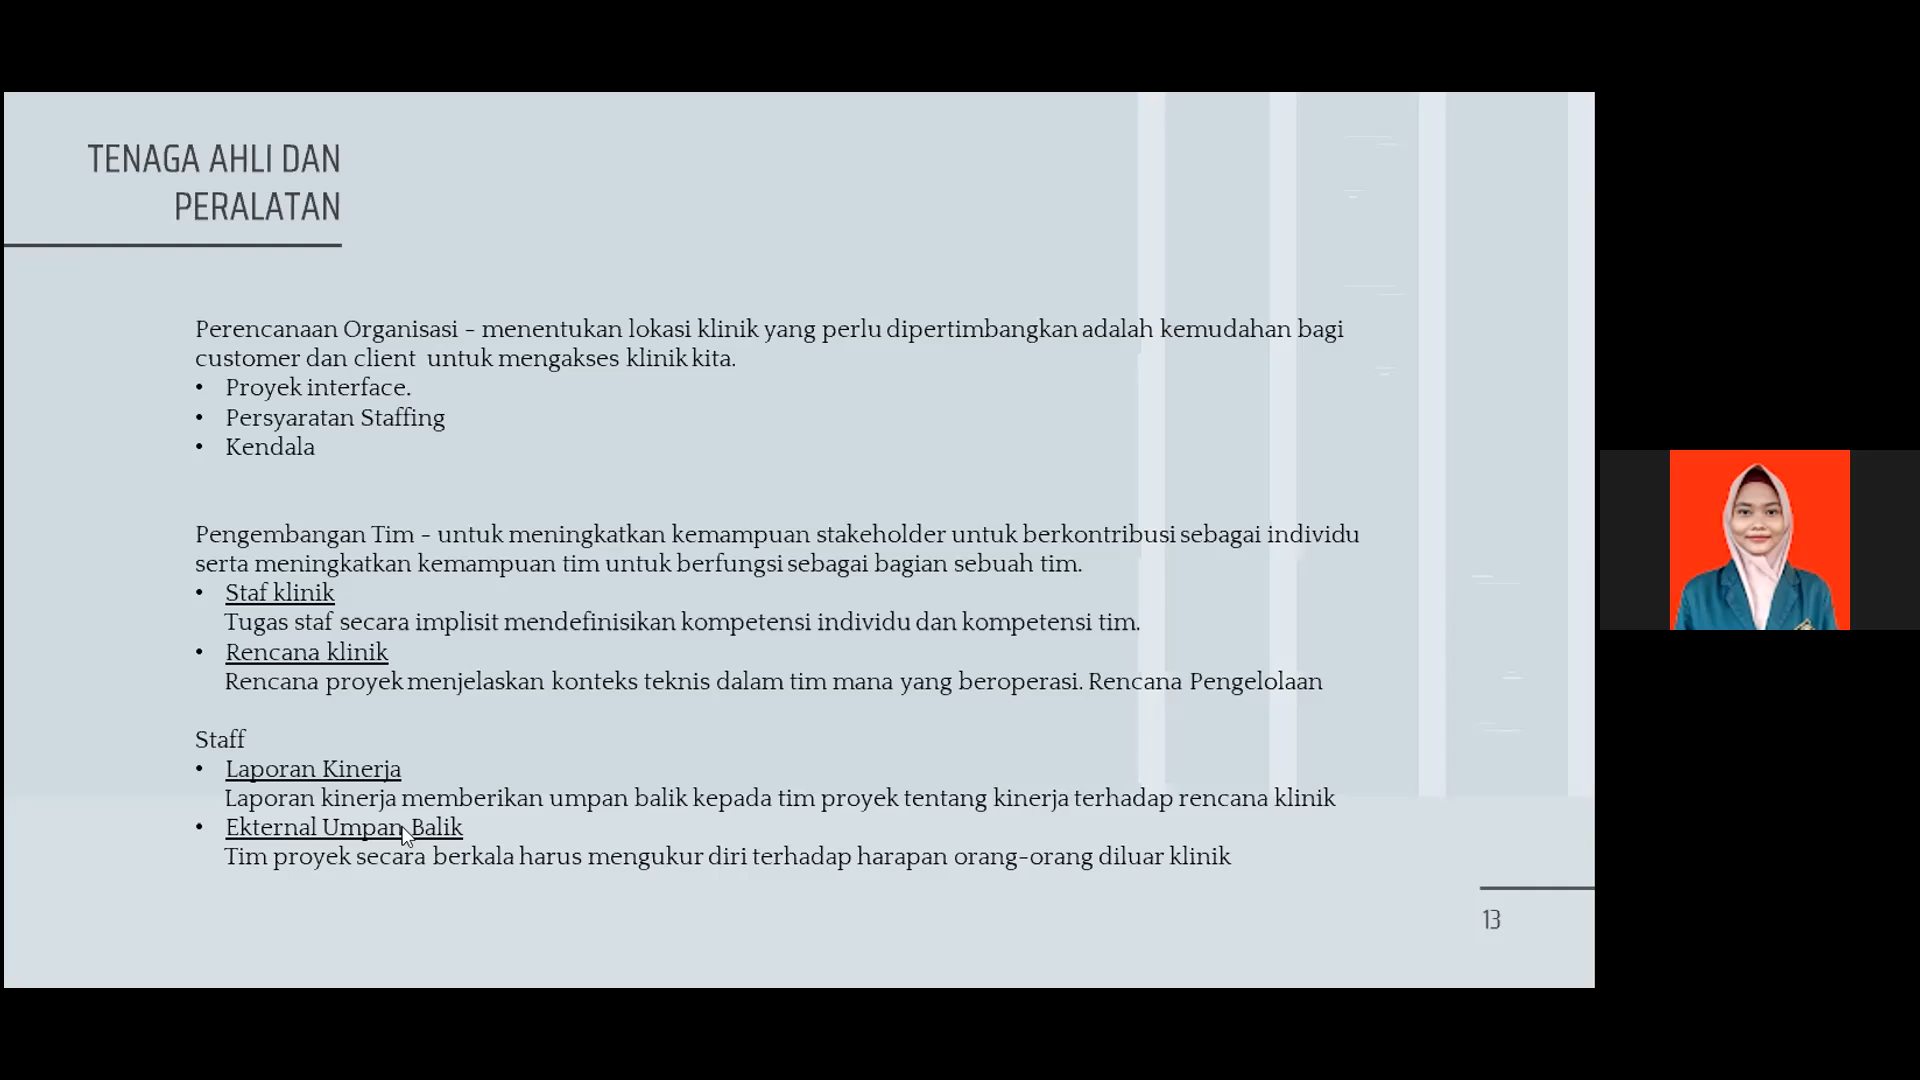 TENAGA AHLI DAN
PERALATAN
Perencanaan Organisasi - menentukan lokasi klinik yang perlu dipertimbangkan adalah kemudahan bagi
customer dan client untuk mengakses klinik kita.
• Proyek interface.
• Persyaratan Staffing
• Kendala
Pengembangan Tim - untuk meningkatkan kemampuan stakeholder untuk berkontribusi sebagai individu
serta meningkatkan kemampuan tim untuk berfungsi sebagai bagian sebuah tim.
• Staf klinik
Tugas staf secara implisit mendefinisikan kompetensi individu dan kompetensi tim.
• Rencana klinik
Rencana proyek menjelaskan konteks teknis dalam tim mana yang beroperasi. Rencana Pengelolaan
Staff
• Laporan Kinerja
Laporan kinerja memberikan umpan balik kepada tim proyek tentang kinerja terhadap rencana klinik
• Ekternal Umpan Balik
Tim proyek secara berkala harus mengukur diri terhadap harapan orang-orang diluar klinik
13